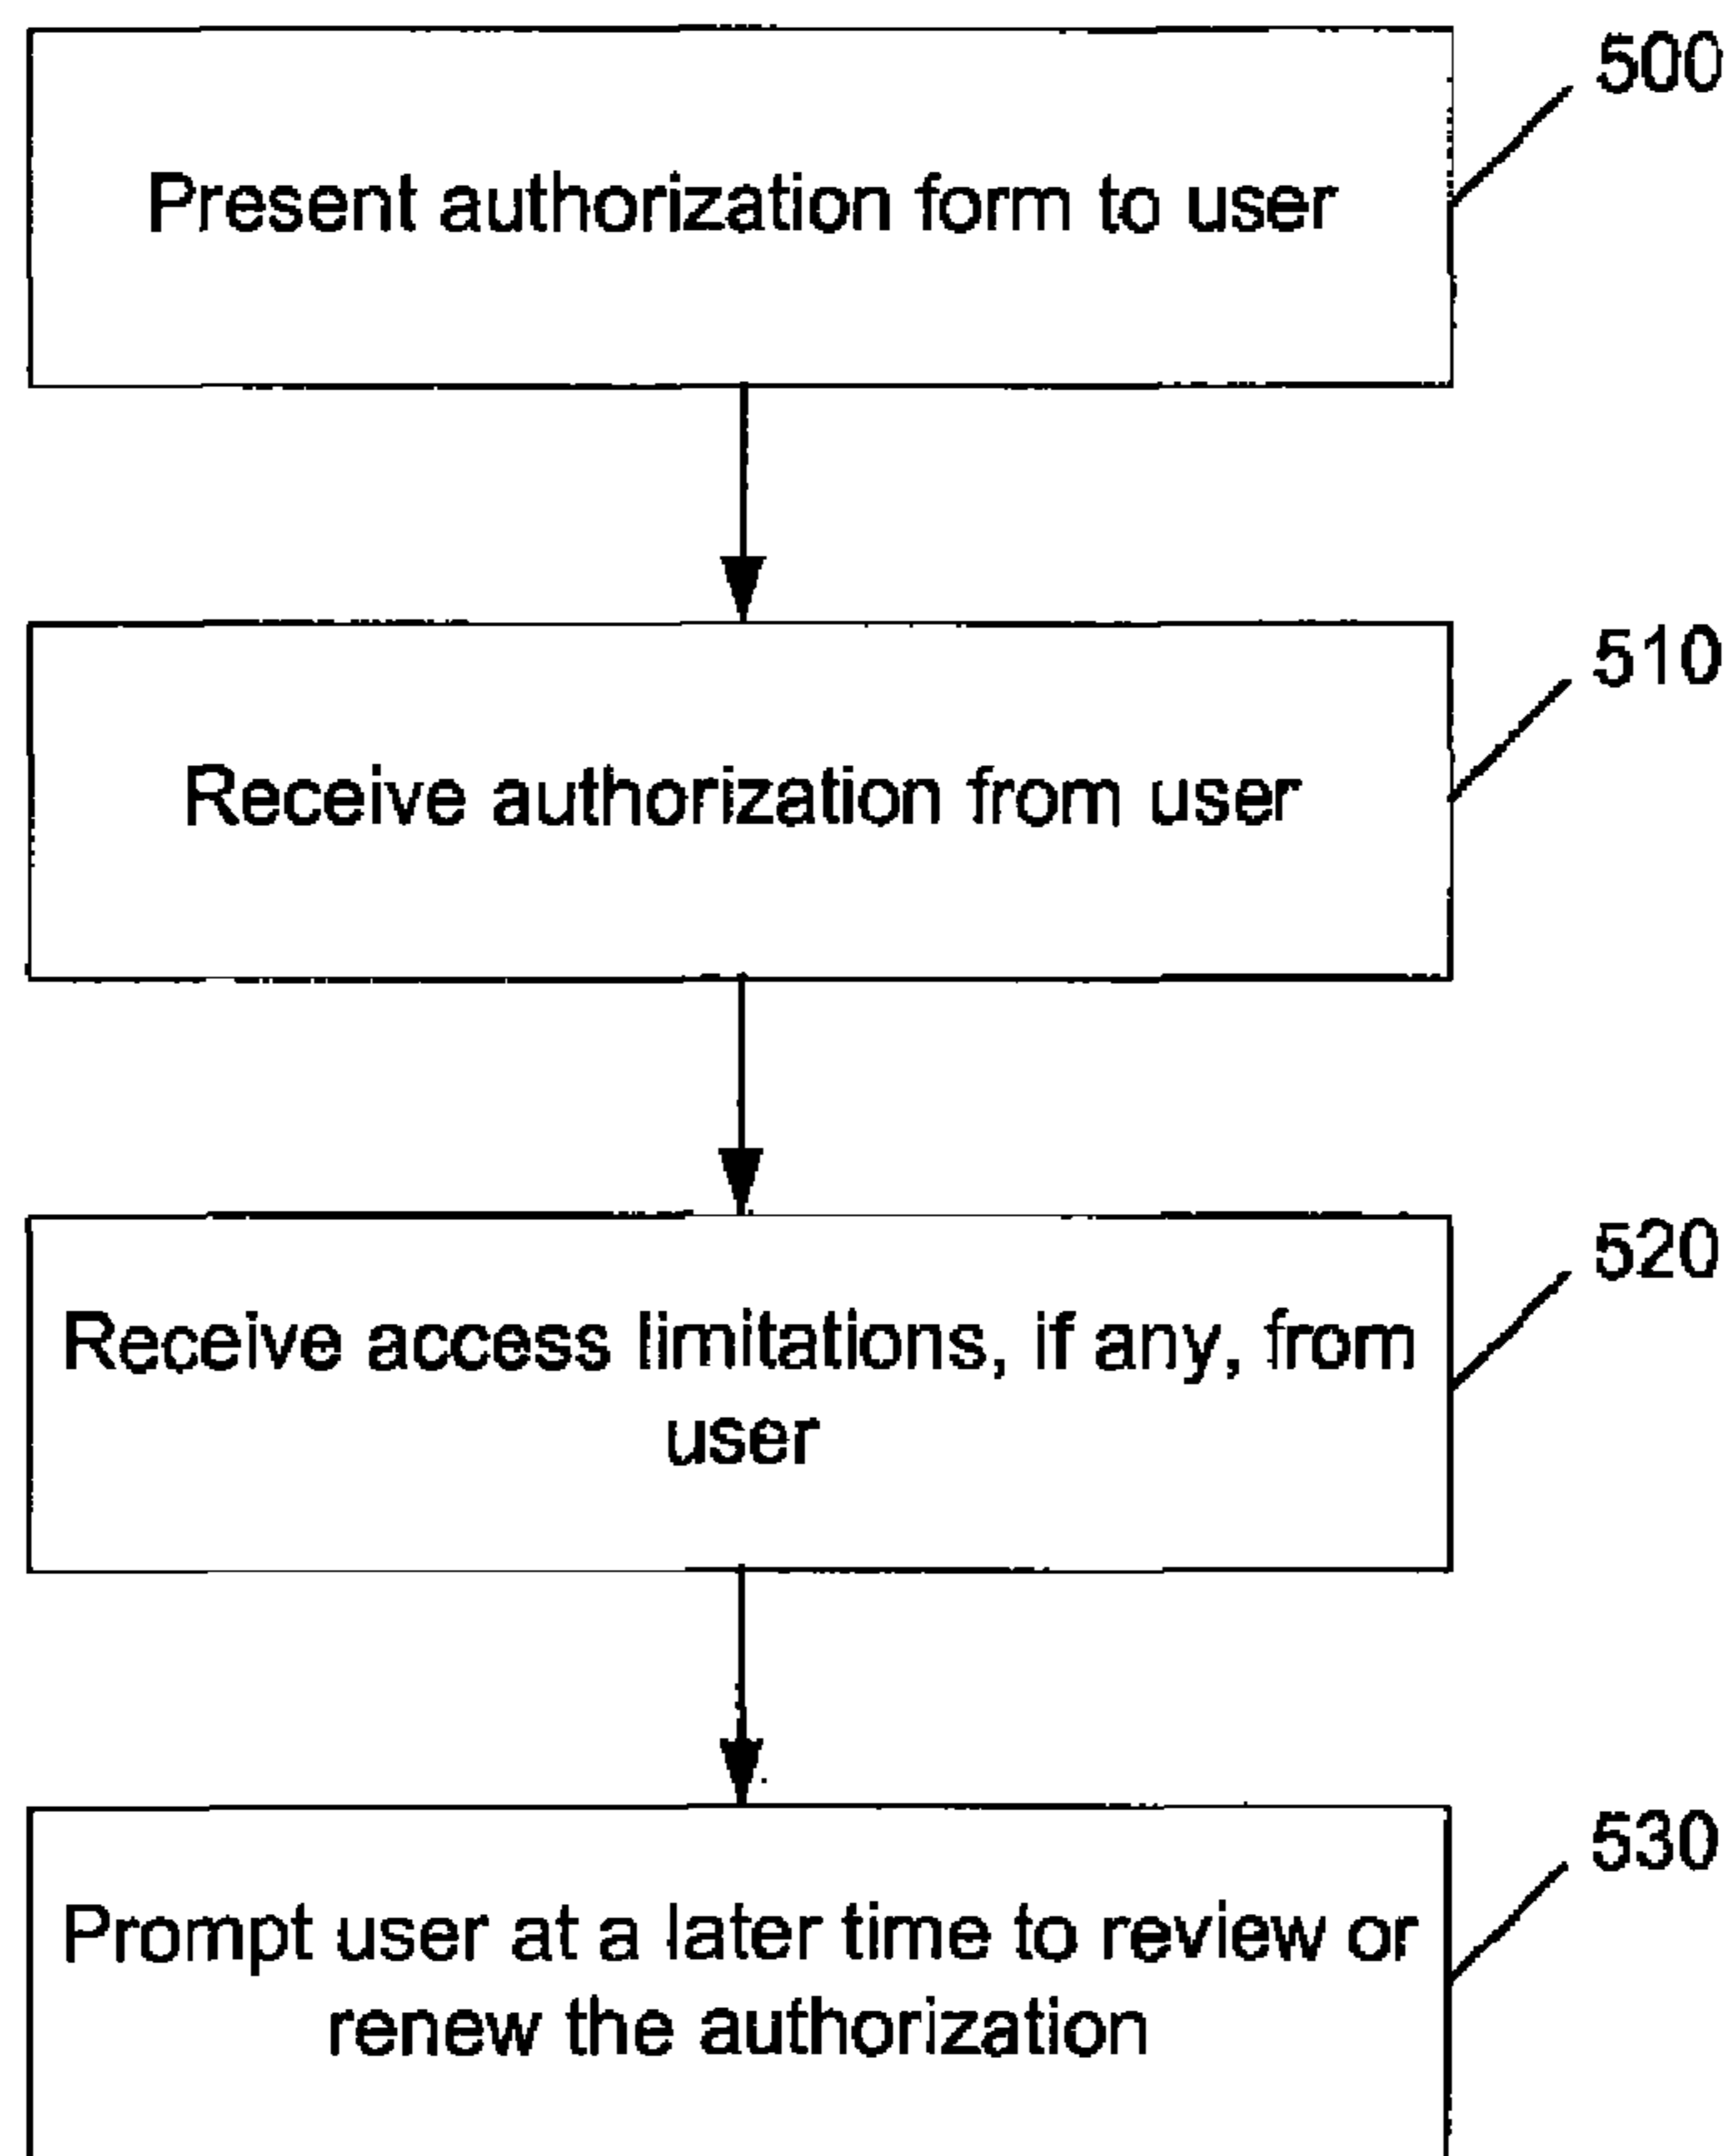 500
Present authorization form to user
510
Receive authorization from user
520
Receive access limitations, if any, from
user
530
Prompt user at a later time to review or
renew the authorization